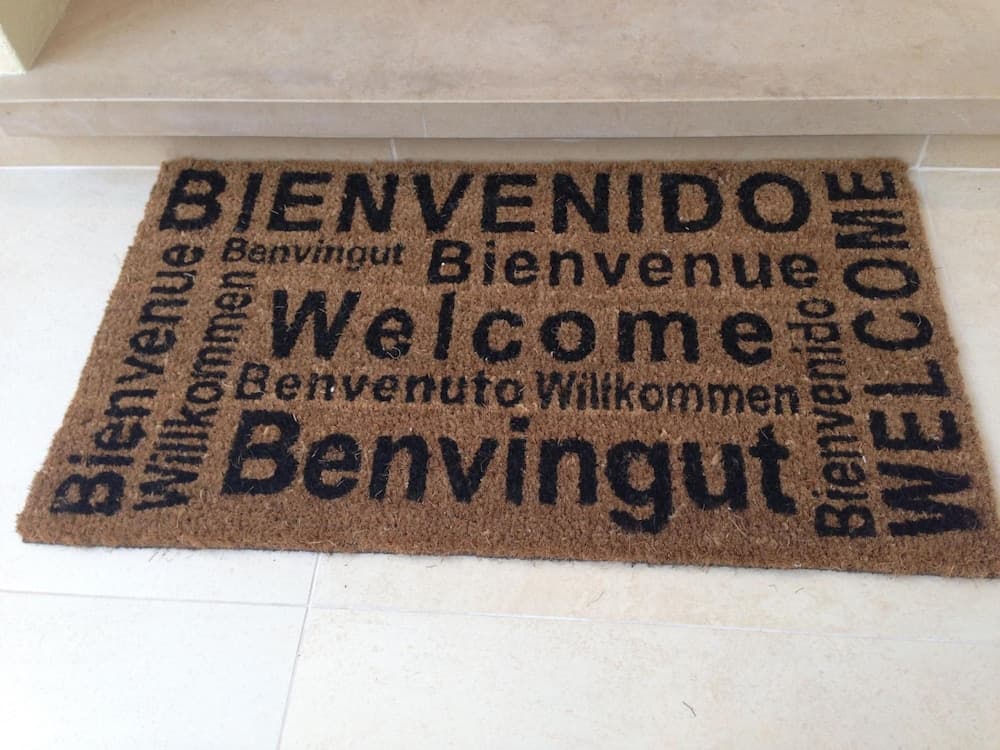 BIENVENIDO
Benvingut
Bienvenue
Welcome
Benvenuto Willkommen
Benvingut
Bienvenue
Willkommen
Bienvenido
WELCOME